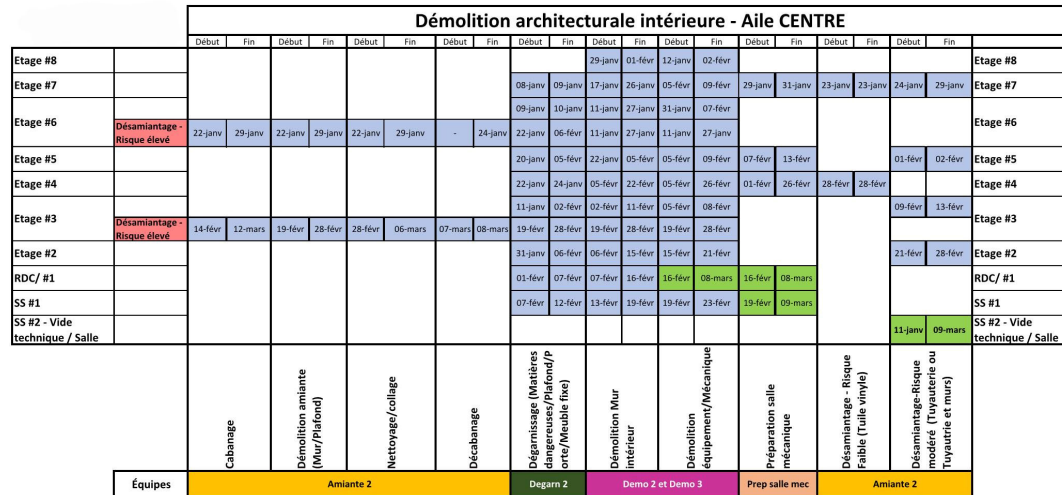 Démolition architecturale intérieure - Aile CENTRE
Début Fin Début Fin Début Fin Début Fin Début Fin Début Fin Début Fin Début Fin Début Fin Début Fin
Etage #8 29-janv 01-févr 12-janv 02-févr Etage #8
Etage #7 08-janv 09-janv 17-janv 26-janv 05-févr 09-févr 29-janv 31-janv 23-janv 23-janv 24-janv 29-janv Etage #7
09-janv 10-janv 11-janv 27-janv 31-janv 07-févr
Etage #6 Etage #6
Désamiantage -
Risque élevé 22-janv 29-janv 22-janv 29-janv 22-janv 29-janv - 24-janv 22-janv 06-févr 11-janv 27-janv 11-janv 27-janv
Etage #5 20-janv 05-févr 22-janv 05-févr 05-févr 09-févr 07-févr 13-févr 01-févr 02-févr Etage #5
Etage #4 22-janv 24-janv 05-févr 22-févr 05-févr 26-févr 01-févr 26-févr 28-févr 28-févr Etage #4
11-janv 02-févr 02-févr 11-févr 05-févr 08-févr 09-févr 13-févr
Etage #3 Etage #3
Désamiantage -
Risque élevé 14-févr 12-mars 19-févr 28-févr 28-févr 06-mars 07-mars 08-mars 19-févr 28-févr 19-févr 28-févr 19-févr 28-févr
Etage #2 31-janv 06-févr 06-févr 15-févr 15-févr 21-févr 21-févr 28-févr Etage #2
RDC/ #1 01-févr 07-févr 07-févr 16-févr 16-févr 08-mars 16-févr 08-mars RDC/ #1
SS #1 07-févr 12-févr 13-févr 19-févr 19-févr 23-févr 19-févr 09-mars SS #1
SS #2 - Vide
technique / Salle 11-janv 09-mars SS #2 - Vide
technique / Salle
Cabanage
Démolition amiante
(Mur/Plafond)
Nettoyage/collage
Décabanage
Dégarnissage (Matières
dangereuses/Plafond/P
orte/Meuble fixe)
Démolition Mur
intérieur
Démolition
équipement/Mécanique
Préparation salle
mécanique
Désamiantage - Risque
Faible (Tuile vinyle)
Désamiantage-Risque
modéré (Tuyauterie ou
Tuyautrie et murs)
Équipes Amiante 2 Degarn 2 Demo 2 et Demo 3 Prep salle mec Amiante 2